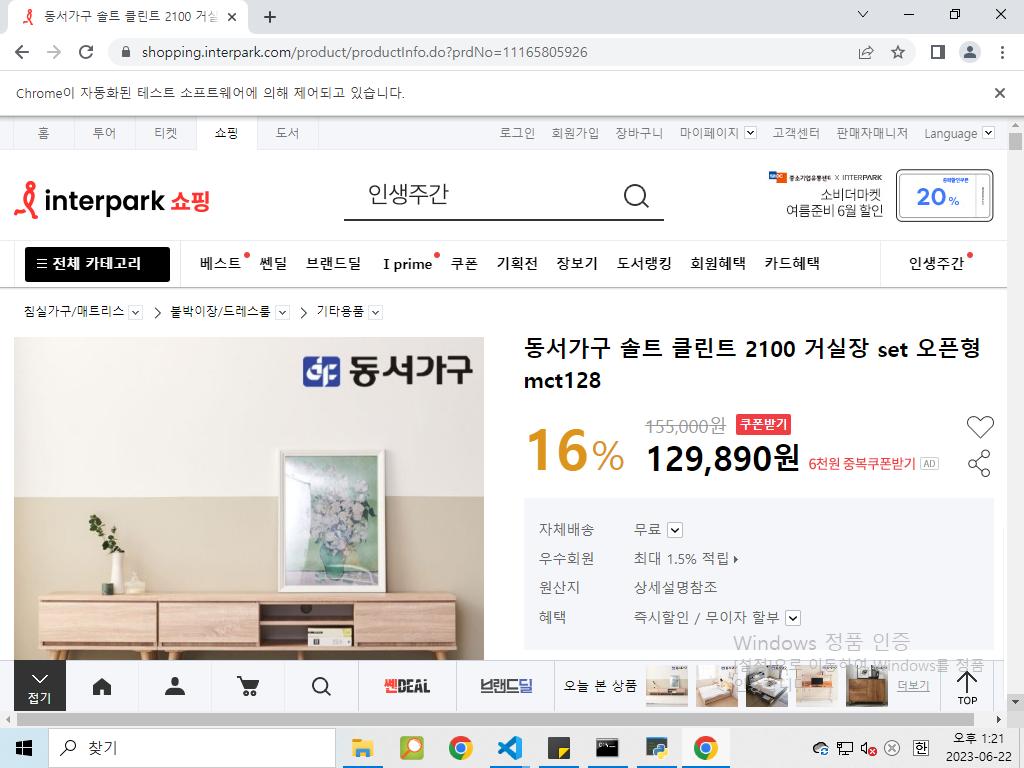 동서가구 솔트 클린트 2100 거실
shopping.interpark.com/product/productInfo.do?prdNo=11165805926
Chrome이 자동화된 테스트 소프트웨어에 의해 제어되고 있습니다.
홈 투어 티켓 쇼핑 도서 로그인 회원가입 장바구니 마이페이지 고객센터 판매자매니저 Language
interpark 쇼핑
인생주간
중소기업유통센터 X INTERPARK
소비더마켓
여름준비 6월 할인
20%
전체 카테고리 베스트 쎈딜 브랜드딜 I prime 쿠폰 기획전 장보기 도서랭킹 회원혜택 카드혜택 인생주간
침실가구/매트리스 붙박이장/드레스룸 기타용품
동서가구
동서가구 솔트 클린트 2100 거실장 set 오픈형
mct128
16%
155,000원 쿠폰받기
129,890원 6천원 중복쿠폰받기 AD
자체배송 무료
우수회원 최대 1.5% 적립
원산지 상세설명참조
혜택 즉시할인 / 무이자 할부
Windows 정품 인증
[설정]으로 이동하여 Windows를 정품
접기
쎈DEAL
브랜드딜
오늘 본 상품
더보기
TOP
찾기
한
오후 1:21
2023-06-22